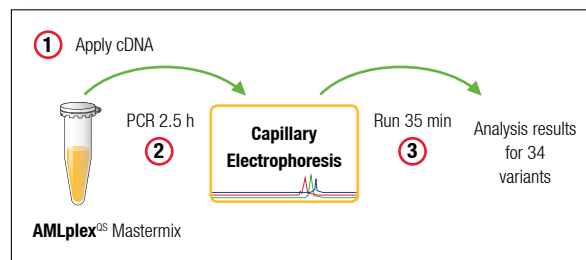 1 Apply cDNA
PCR 2.5 h
2
Capillary
Electrophoresis
Run 35 min
3
Analysis results
for 34
variants
AMLplexQS Mastermix